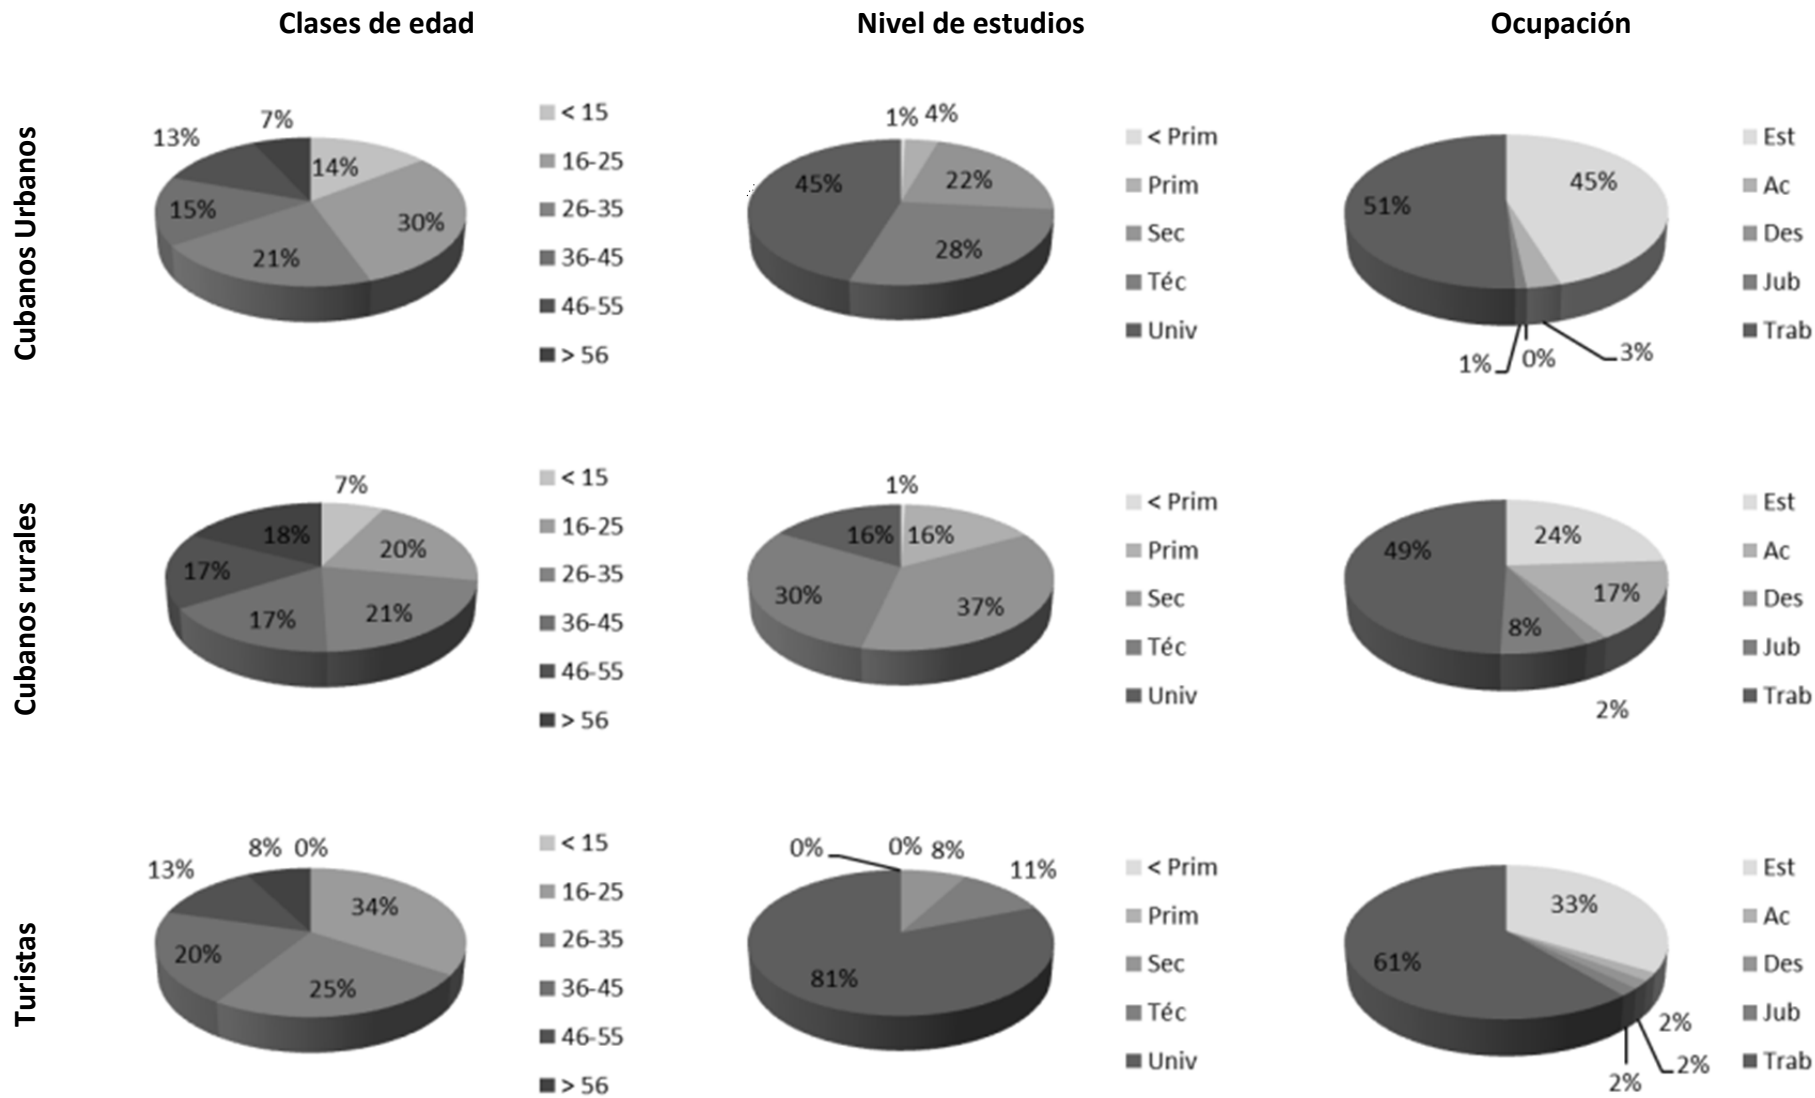 Clases de edad
Nivel de estudios
Ocupación
Cubanos Urbanos
7%
13%
14%
30%
15%
21%
< 15
16-25
26-35
36-45
46-55
> 56
1% 4%
45%
22%
28%
< Prim
Prim
Sec
Téc
Univ
45%
51%
1%
0%
3%
Est
Ac
Des
Jub
Trab
Cubanos rurales
7%
18%
20%
17%
17%
21%
< 15
16-25
26-35
36-45
46-55
> 56
1%
16%
16%
30%
37%
< Prim
Prim
Sec
Téc
Univ
24%
49%
17%
8%
2%
Est
Ac
Des
Jub
Trab
Turistas
8% 0%
13%
34%
20%
25%
< 15
16-25
26-35
36-45
46-55
> 56
0%
0% 8%
11%
81%
< Prim
Prim
Sec
Téc
Univ
33%
61%
2%
2%
2%
Est
Ac
Des
Jub
Trab